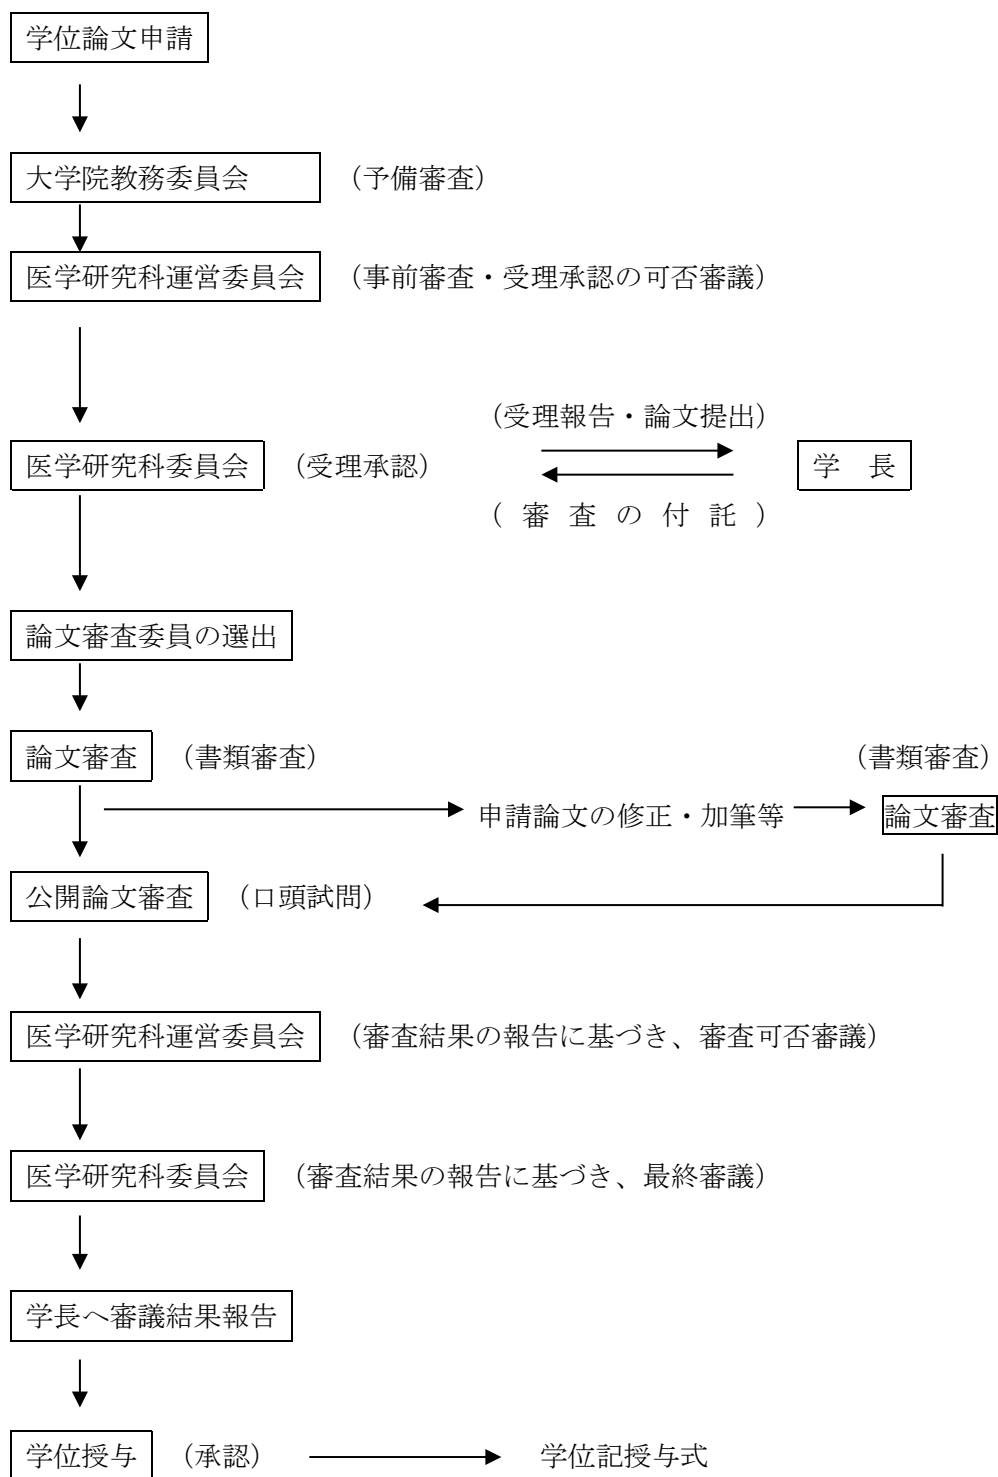 学位論文申請
大学院教務委員会 （予備審査）
医学研究科運営委員会 （事前審査・受理承認の可否審議）
（受理報告・論文提出）
医学研究科委員会 （受理承認） 学　長
（審査の付託）
論文審査委員の選出
論文審査 （書類審査） （書類審査）
申請論文の修正・加筆等 論文審査
公開論文審査 （口頭試問）
医学研究科運営委員会 （審査結果の報告に基づき、審査可否審議）
医学研究科委員会 （審査結果の報告に基づき、最終審議）
学長へ審議結果報告
学位授与 （承認） 学位記授与式